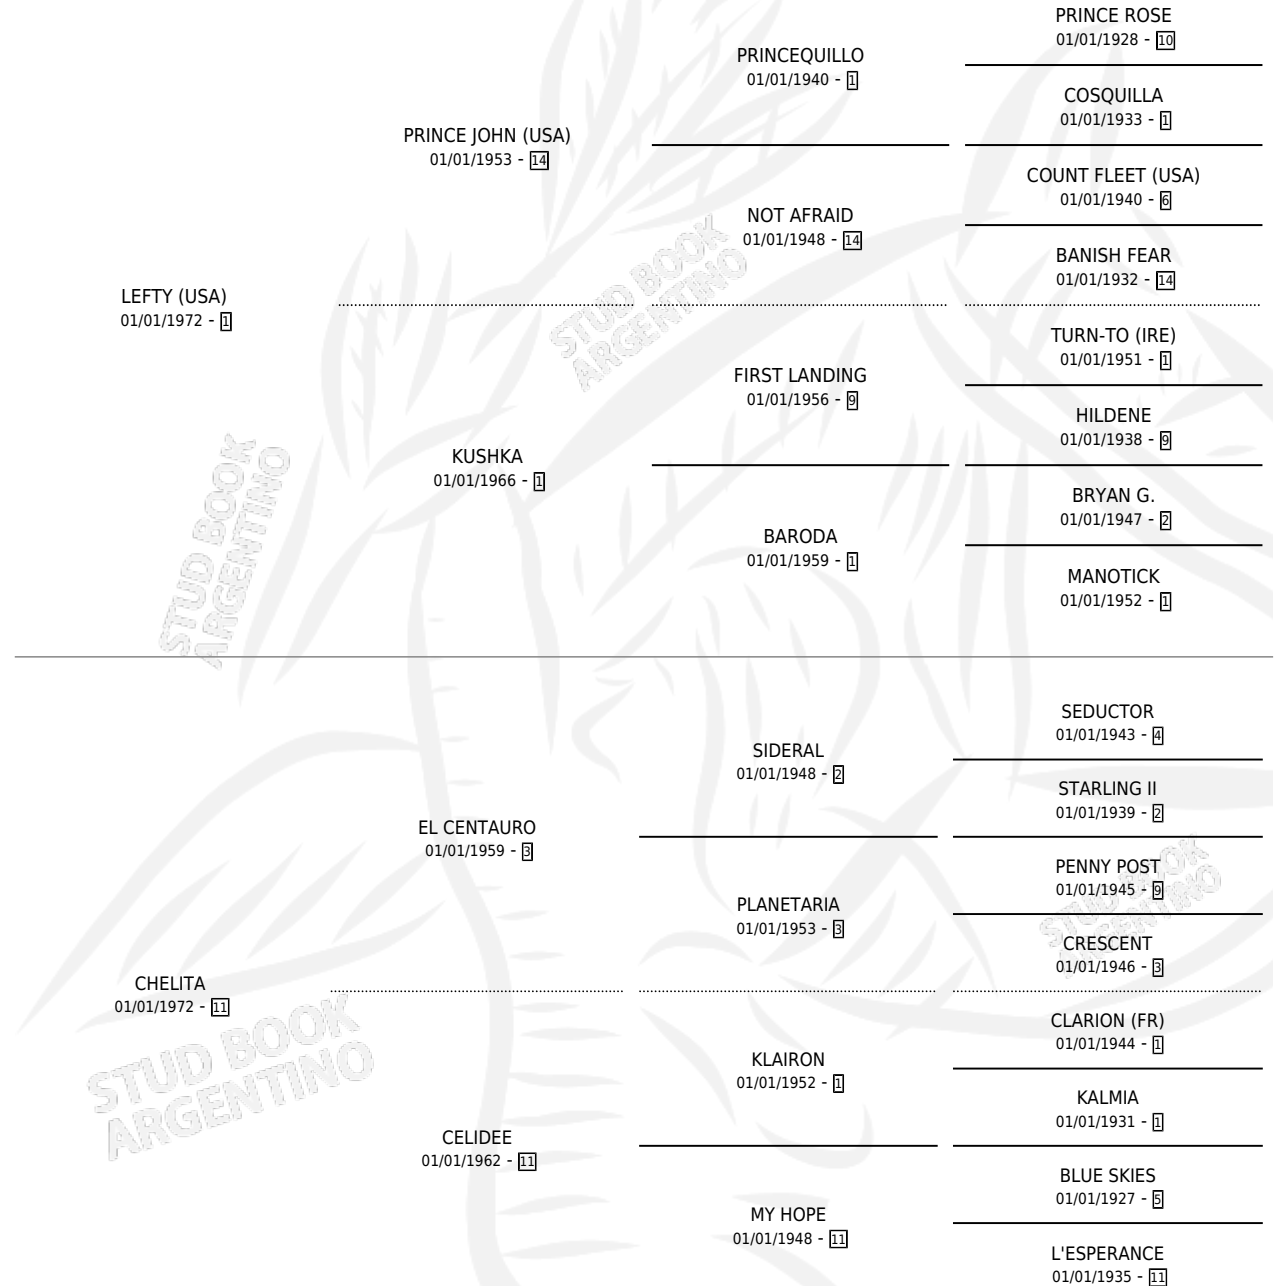 PRINCE ROSE
01/01/1928 - 10
PRINCEQUILLO
01/01/1940 - 1
COSQUILLA
01/01/1933 - 1
PRINCE JOHN (USA)
01/01/1953 - 14
COUNT FLEET (USA)
01/01/1940 - 6
NOT AFRAID
01/01/1948 - 14
BANISH FEAR
01/01/1932 - 14
LEFTY (USA)
01/01/1972 - 1
TURN-TO (IRE)
01/01/1951 - 1
FIRST LANDING
01/01/1956 - 9
HILDENE
01/01/1938 - 9
KUSHKA
01/01/1966 - 1
BRYAN G.
01/01/1947 - 2
BARODA
01/01/1959 - 1
MANOTICK
01/01/1952 - 1
SEDUCTOR
01/01/1943 - 4
SIDERAL
01/01/1948 - 2
STARLING II
01/01/1939 - 2
EL CENTAURO
01/01/1959 - 3
PENNY POST
01/01/1945 - 9
PLANETARIA
01/01/1953 - 3
CRESCENT
01/01/1946 - 3
CHELITA
01/01/1972 - 11
CLARION (FR)
01/01/1944 - 1
KLAIRON
01/01/1952 - 1
KALMIA
01/01/1931 - 1
CELIDEE
01/01/1962 - 11
BLUE SKIES
01/01/1927 - 5
MY HOPE
01/01/1948 - 11
L'ESPERANCE
01/01/1935 - 11
STUD BOOK
ARGENTINO
STUD BOOK
ARGENTINO
STUD BOOK
ARGENTINO
STUD BOOK
ARGENTINO